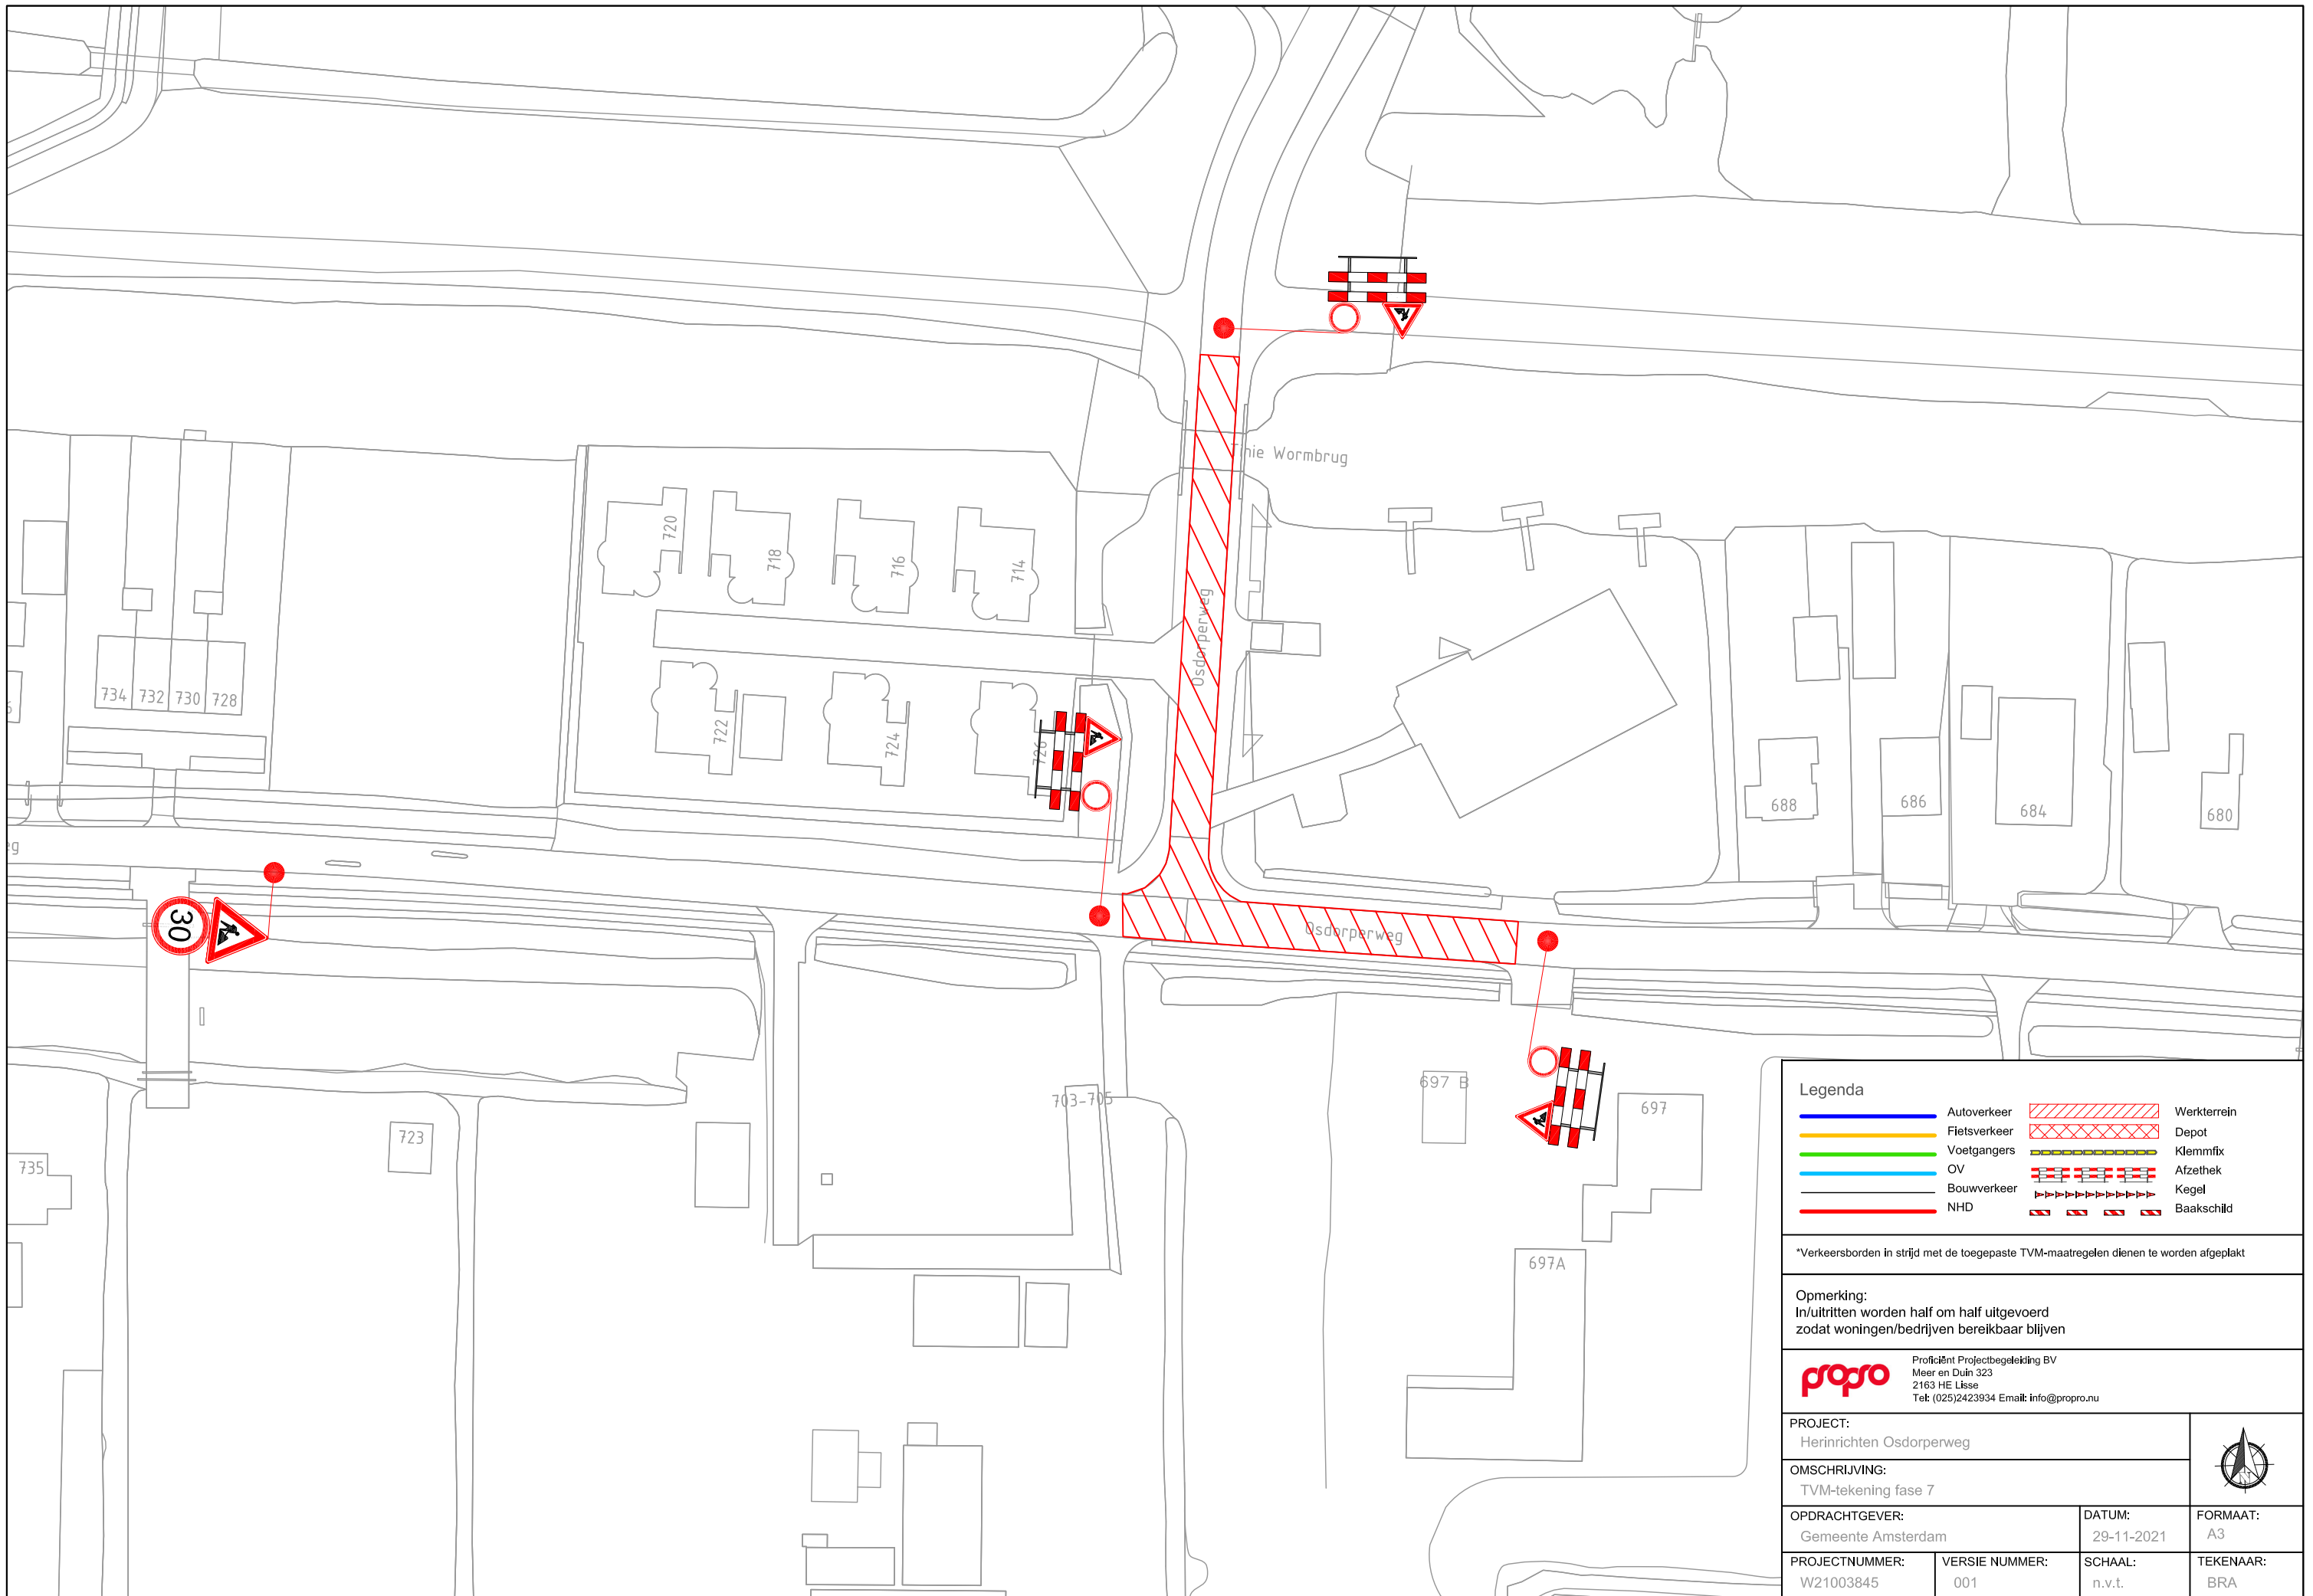 Tinie Wormbrug
720
718
716
714
Osdorperweg
734
732
730
728
722
724
726
688
686
684
680
eg
30
Osdorperweg
697 B
697
703-705
723
735
697A
Legenda
Autoverkeer
Werkterrein
Fietsverkeer
Depot
Voetgangers
Klemmfix
OV
Afzethek
Bouwverkeer
Kegel
NHD
Baakschild
*Verkeersborden in strijd met de toegepaste TVM-maatregelen dienen te worden afgeplakt
Opmerking:
In/uitritten worden half om half uitgevoerd
zodat woningen/bedrijven bereikbaar blijven
propro
Proficiënt Projectbegeleiding BV
Meer en Duin 323
2163 HE Lisse
Tel: (025)2423934 Email: info@propro.nu
PROJECT:
Herinrichten Osdorperweg
N
OMSCHRIJVING:
TVM-tekening fase 7
OPDRACHTGEVER:
Gemeente Amsterdam
DATUM:
29-11-2021
FORMAAT:
A3
PROJECTNUMMER:
W21003845
VERSIE NUMMER:
001
SCHAAL:
n.v.t.
TEKENAAR:
BRA